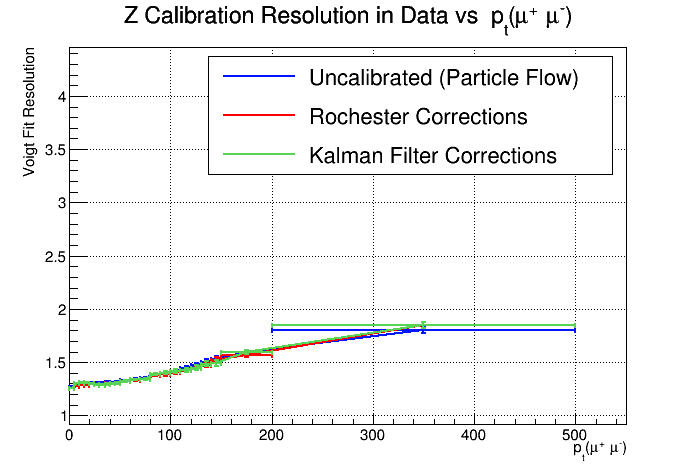 Z Calibration Resolution in Data vs p_t(μ⁺ μ⁻)
Voigt Fit Resolution
Uncalibrated (Particle Flow)
Rochester Corrections
Kalman Filter Corrections
4
3.5
3
2.5
2
1.5
1
0 100 200 300 400 500
p_t(μ⁺ μ⁻)